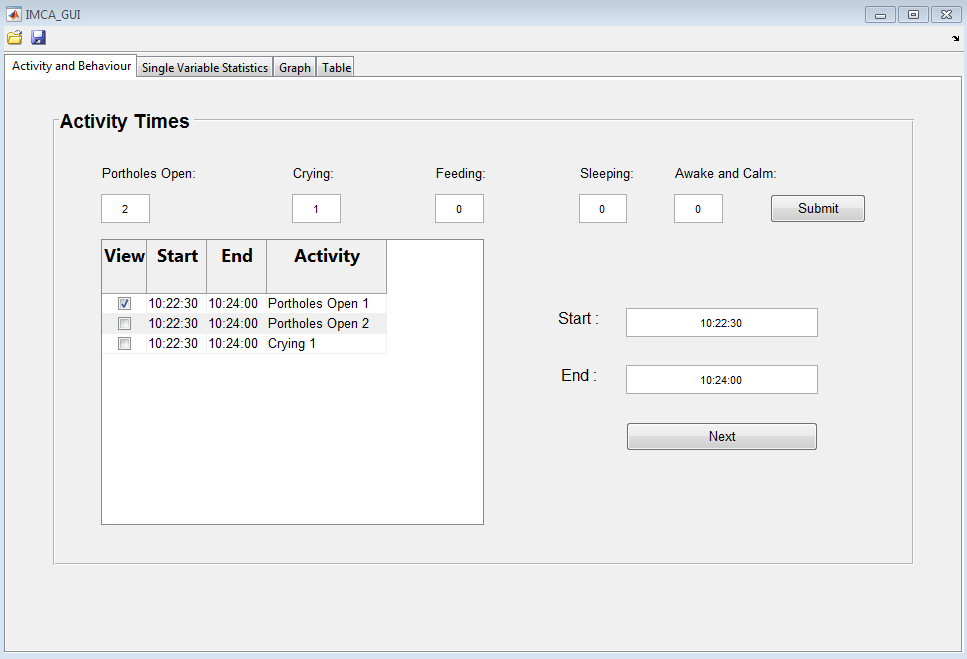 IMCA_GUI
Activity and Behaviour Single Variable Statistics Graph Table
Activity Times
Portholes Open: Crying: Feeding: Sleeping: Awake and Calm:
2 1 0 0 0 Submit
View Start End Activity
10:22:30 10:24:00 Portholes Open 1
10:22:30 10:24:00 Portholes Open 2
10:22:30 10:24:00 Crying 1
Start : 10:22:30
End : 10:24:00
Next